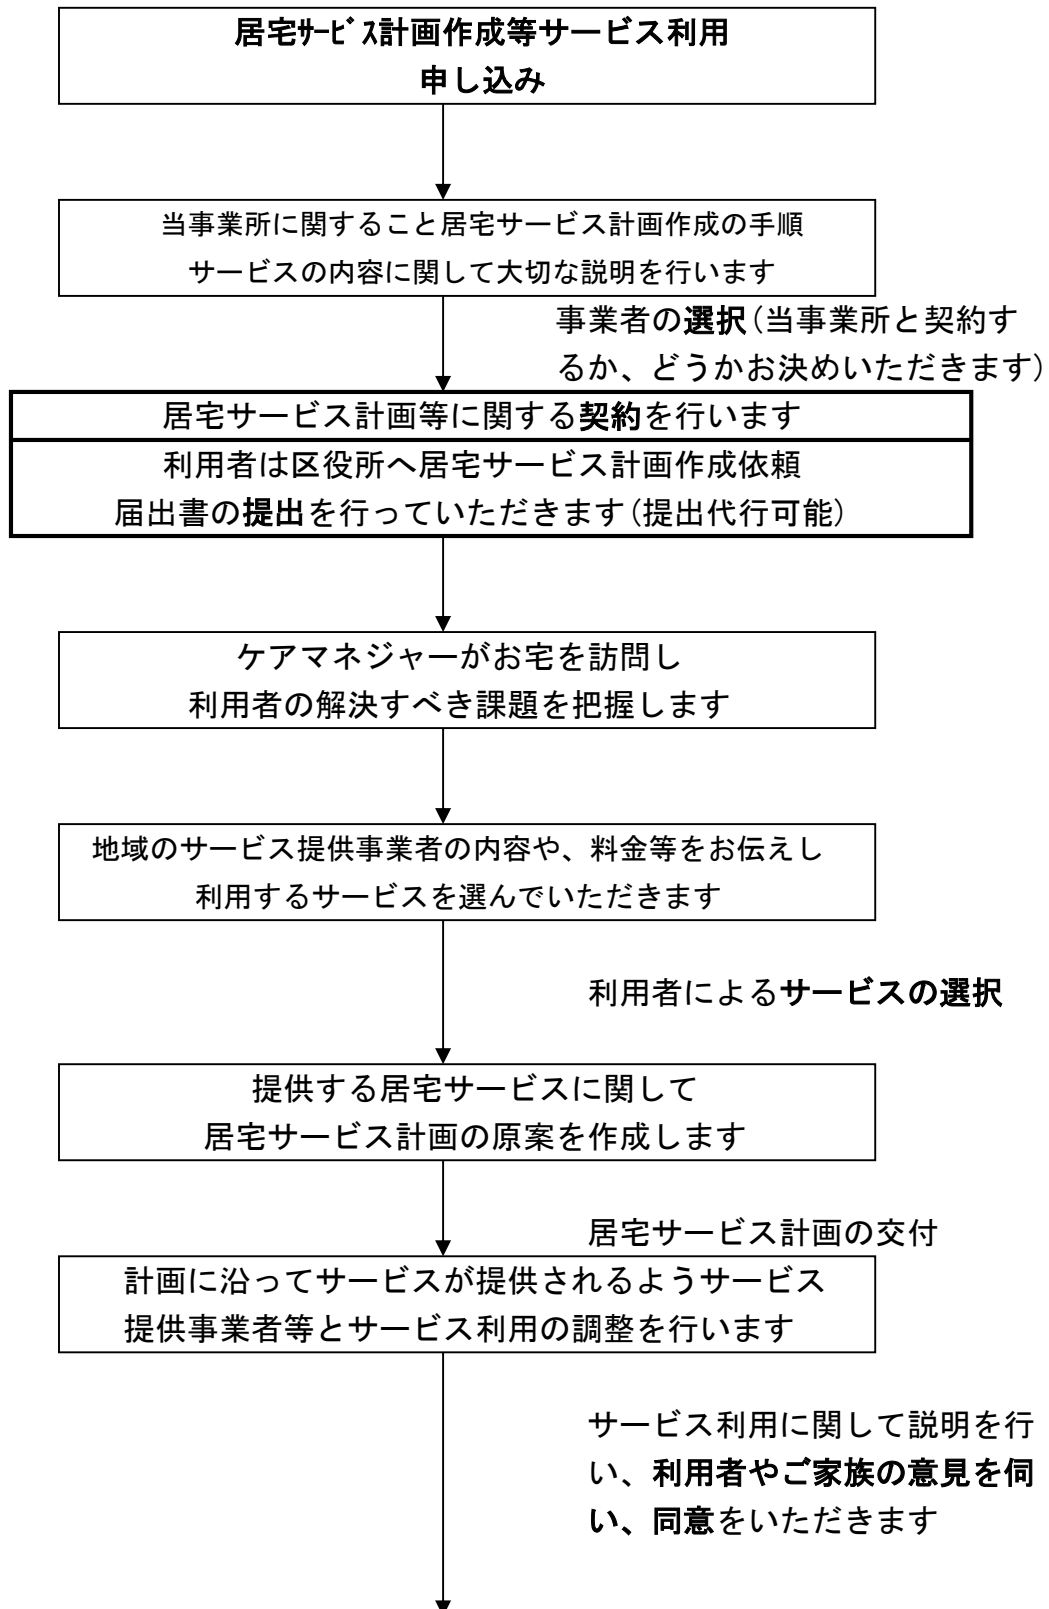 居宅ｻｰﾋﾞｽ計画作成等サービス利用
申し込み
当事業所に関すること居宅サービス計画作成の手順
サービスの内容に関して大切な説明を行います
事業者の選択(当事業所と契約す
るか、どうかお決めいただきます)
居宅サービス計画等に関する契約を行います
利用者は区役所へ居宅サービス計画作成依頼
届出書の提出を行っていただきます(提出代行可能)
ケアマネジャーがお宅を訪問し
利用者の解決すべき課題を把握します
地域のサービス提供事業者の内容や、料金等をお伝えし
利用するサービスを選んでいただきます
利用者によるサービスの選択
提供する居宅サービスに関して
居宅サービス計画の原案を作成します
居宅サービス計画の交付
計画に沿ってサービスが提供されるようサービス
提供事業者等とサービス利用の調整を行います
サービス利用に関して説明を行
い、利用者やご家族の意見を伺
い、同意をいただきます